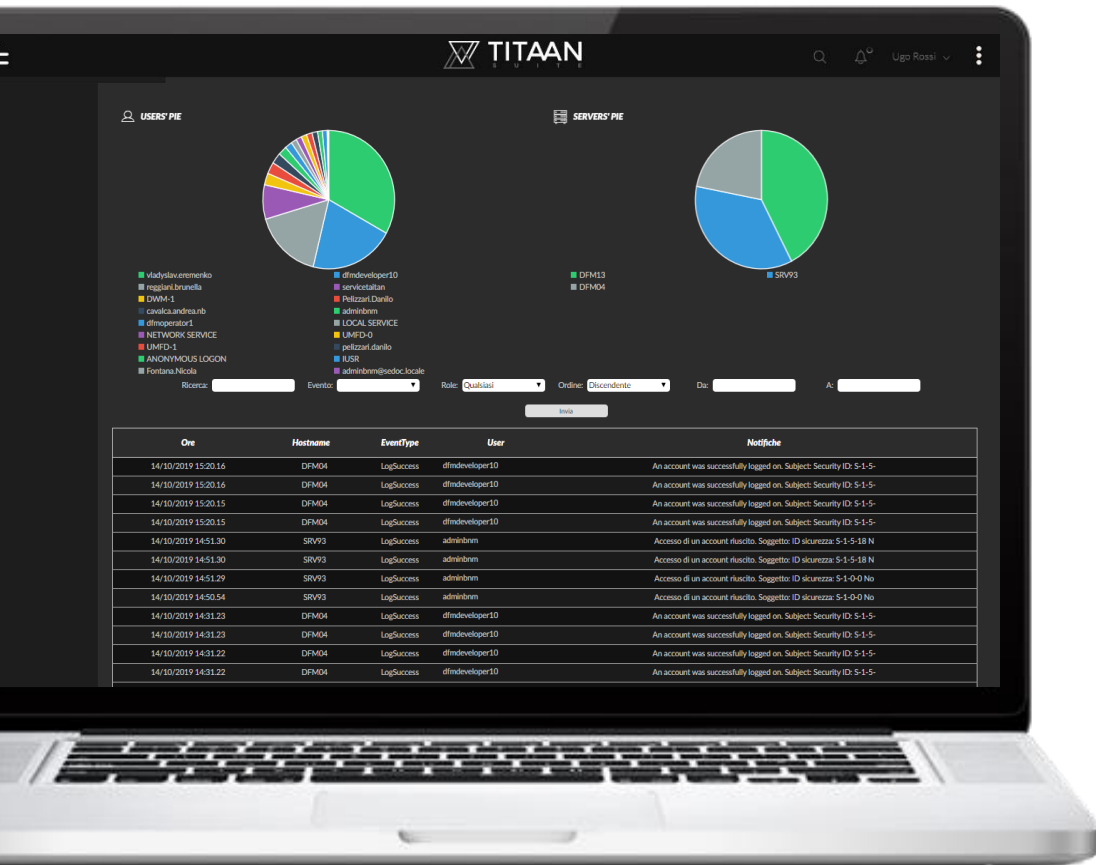 TITAAN
SUITE
Ugo Rossi
USERS' PIE
SERVERS' PIE
vladyslav.eremenko
dfmdeveloper10
reggiani.brunella
servicetaitan
DWM-1
Pelizzari.Danilo
cavalca.andrea.nb
adminbnm
dfmoperator1
LOCAL SERVICE
NETWORK SERVICE
UMFD-0
UMFD-1
pelizzari.danilo
ANONYMOUS LOGON
IUSR
Fontana.Nicola
adminbnm@sedoc.locale
DFM13
SRV93
DFM04
Ricerca: Evento: Role: Qualsiasi Ordine: Discendente Da: A:
Invia
Ore Hostname EventType User Notifiche
14/10/2019 15:20.16 DFM04 LogSuccess dfmdeveloper10 An account was successfully logged on. Subject: Security ID: S-1-5-
14/10/2019 15:20.16 DFM04 LogSuccess dfmdeveloper10 An account was successfully logged on. Subject: Security ID: S-1-5-
14/10/2019 15:20.15 DFM04 LogSuccess dfmdeveloper10 An account was successfully logged on. Subject: Security ID: S-1-5-
14/10/2019 15:20.15 DFM04 LogSuccess dfmdeveloper10 An account was successfully logged on. Subject: Security ID: S-1-5-
14/10/2019 14:51.30 SRV93 LogSuccess adminbnm Accesso di un account riuscito. Soggetto: ID sicurezza: S-1-5-18 N
14/10/2019 14:51.30 SRV93 LogSuccess adminbnm Accesso di un account riuscito. Soggetto: ID sicurezza: S-1-5-18 N
14/10/2019 14:51.29 SRV93 LogSuccess adminbnm Accesso di un account riuscito. Soggetto: ID sicurezza: S-1-0-0 No
14/10/2019 14:50.54 SRV93 LogSuccess adminbnm Accesso di un account riuscito. Soggetto: ID sicurezza: S-1-0-0 No
14/10/2019 14:31.23 DFM04 LogSuccess dfmdeveloper10 An account was successfully logged on. Subject: Security ID: S-1-5-
14/10/2019 14:31.23 DFM04 LogSuccess dfmdeveloper10 An account was successfully logged on. Subject: Security ID: S-1-5-
14/10/2019 14:31.22 DFM04 LogSuccess dfmdeveloper10 An account was successfully logged on. Subject: Security ID: S-1-5-
14/10/2019 14:31.22 DFM04 LogSuccess dfmdeveloper10 An account was successfully logged on. Subject: Security ID: S-1-5-